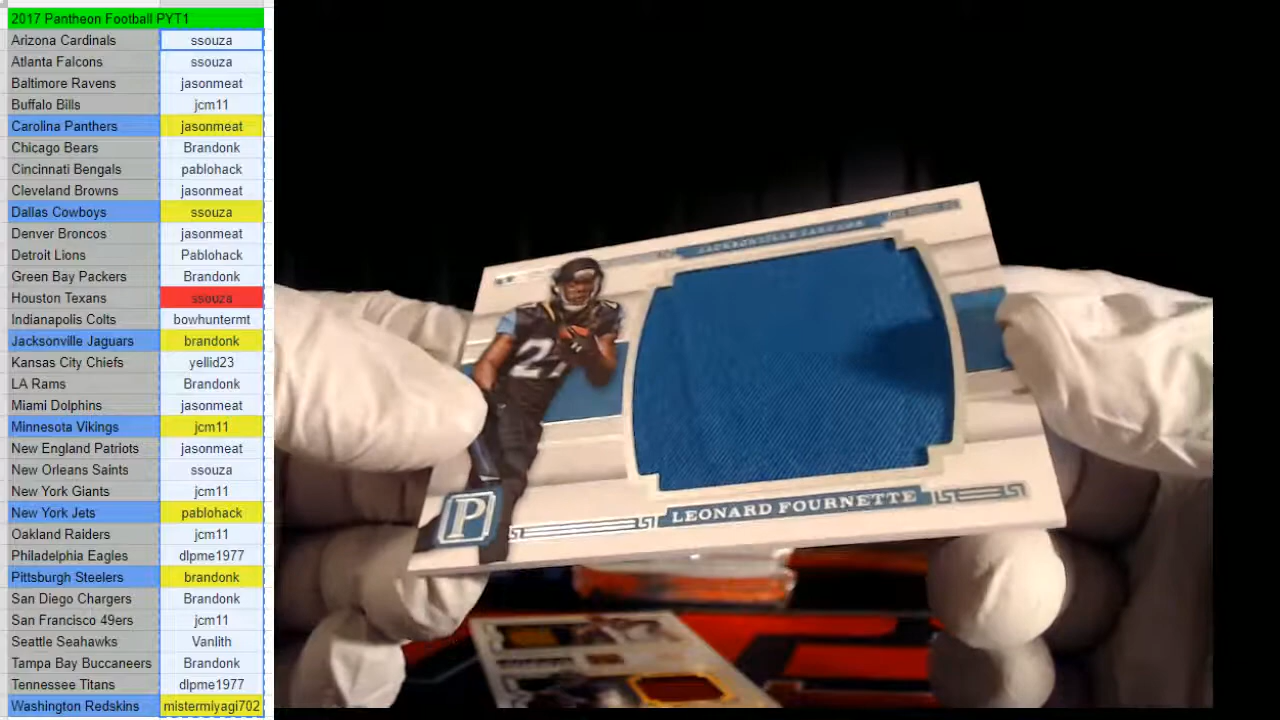 2017 Pantheon Football PYT1
Arizona Cardinals ssouza
Atlanta Falcons ssouza
Baltimore Ravens jasonmeat
Buffalo Bills jcm11
Carolina Panthers jasonmeat
Chicago Bears Brandonk
Cincinnati Bengals pablohack
Cleveland Browns jasonmeat
Dallas Cowboys ssouza
Denver Broncos jasonmeat
Detroit Lions Pablohack
Green Bay Packers Brandonk
Houston Texans ssouza
Indianapolis Colts bowhuntermt
Jacksonville Jaguars brandonk
Kansas City Chiefs yellid23
LA Rams Brandonk
Miami Dolphins jasonmeat
Minnesota Vikings jcm11
New England Patriots jasonmeat
New Orleans Saints ssouza
New York Giants jcm11
New York Jets pablohack
Oakland Raiders jcm11
Philadelphia Eagles dlpme1977
Pittsburgh Steelers brandonk
San Diego Chargers Brandonk
San Francisco 49ers jcm11
Seattle Seahawks Vanlith
Tampa Bay Buccaneers Brandonk
Tennessee Titans dlpme1977
Washington Redskins mistermiyagi702
JACKSONVILLE JAGUARS
27
P
LEONARD FOURNETTE